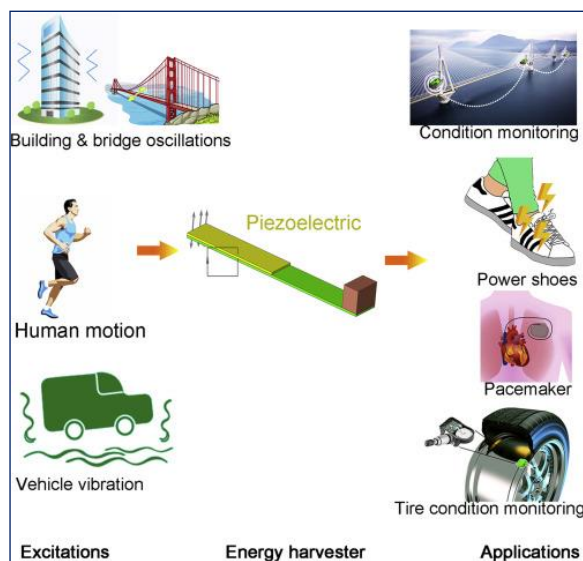 Building & bridge oscillations
Condition monitoring
Piezoelectric
Human motion
Power shoes
Pacemaker
Vehicle vibration
Tire condition monitoring
Excitations
Energy harvester
Applications